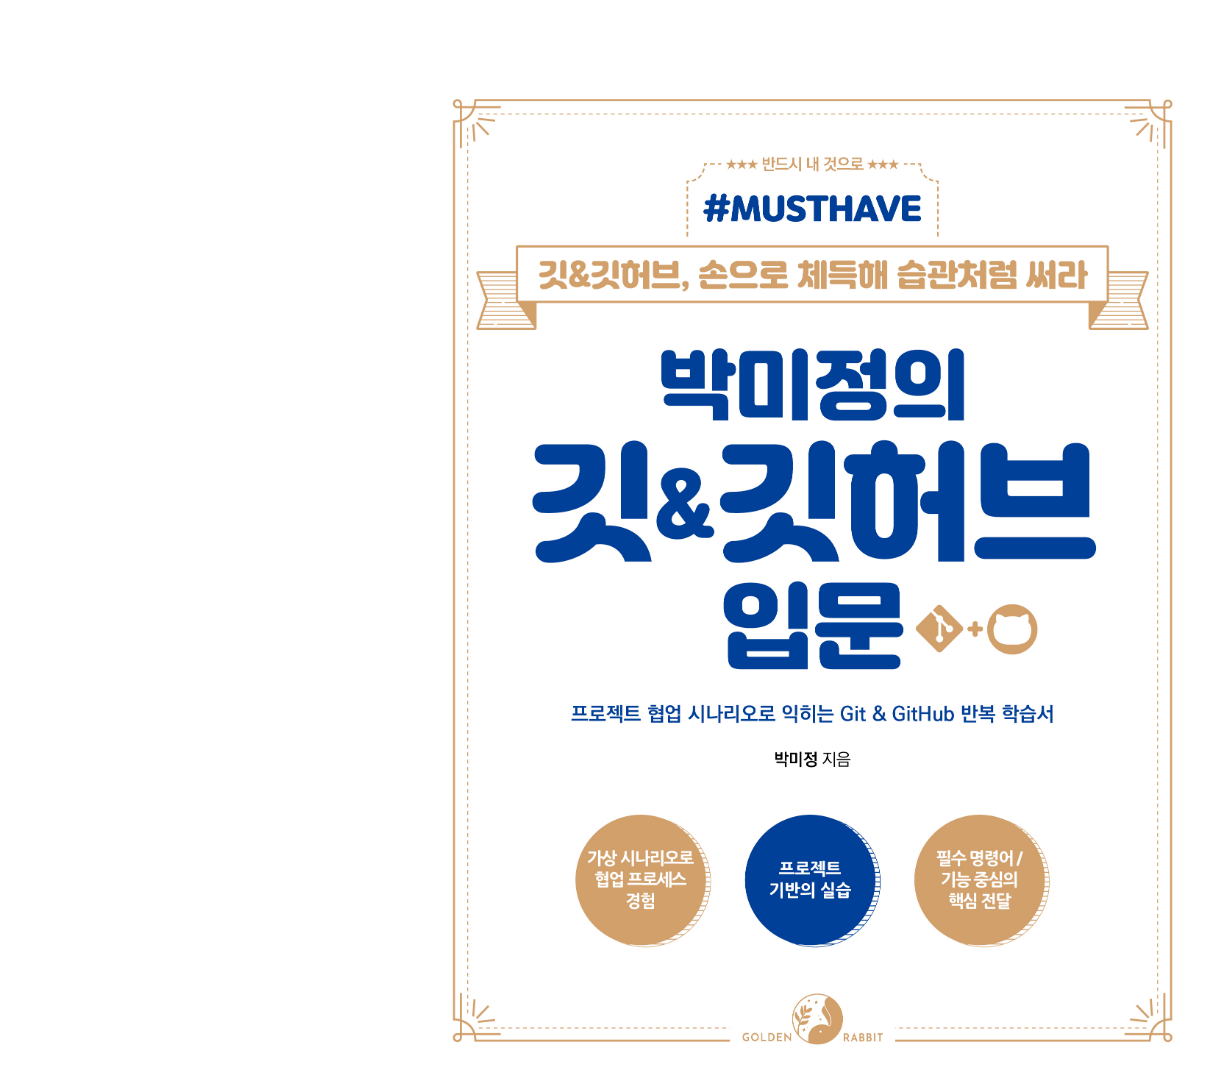 ★★★ 반드시 내 것으로 ★★★
#MUSTHAVE
깃&깃허브, 손으로 체득해 습관처럼 써라
박미정의
깃&깃허브
입문
프로젝트 협업 시나리오로 익히는 Git & GitHub 반복 학습서
박미정 지음
가상 시나리오로
협업 프로세스
경험
프로젝트
기반의 실습
필수 명령어 /
기능 중심의
핵심 전달
GOLDEN RABBIT